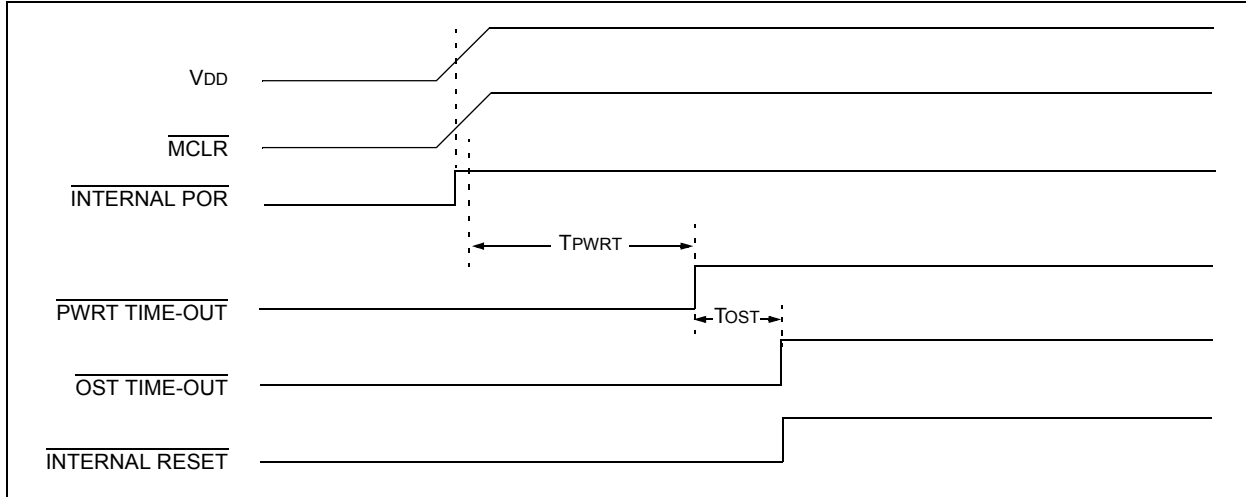 VDD
MCLR
INTERNAL POR
TPWRT
PWRT TIME-OUT
TOST
OST TIME-OUT
INTERNAL RESET